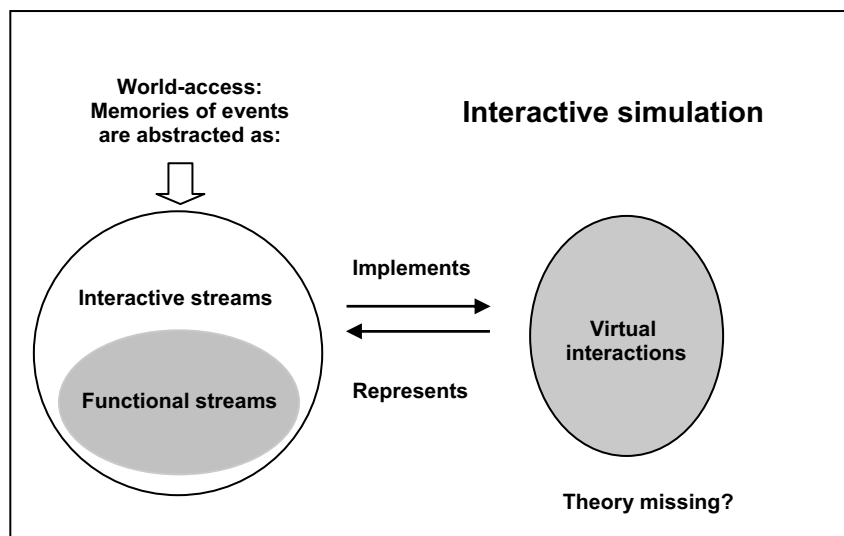 World-access:
Memories of events
are abstracted as:
Interactive simulation
Interactive streams
Functional streams
Implements
Represents
Virtual
interactions
Theory missing?